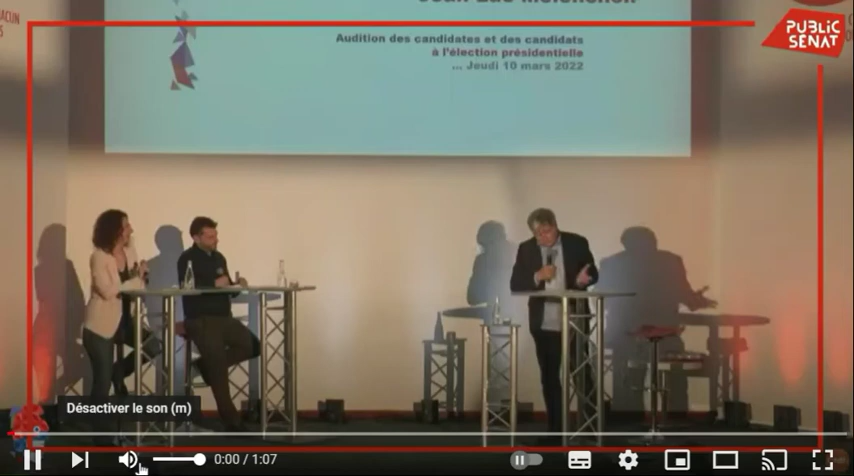 PUBLIC
SÉNAT
Audition des candidates et des candidats
à l'élection présidentielle
... Jeudi 10 mars 2022
Désactiver le son (m)
0:00 / 1:07